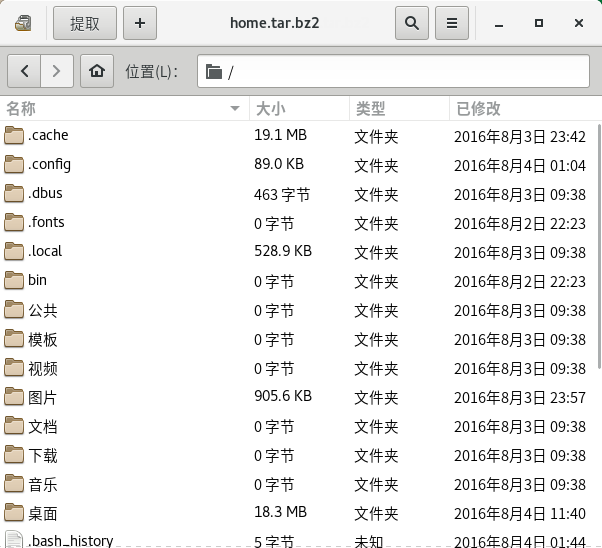 提取 + home.tar.bz2
位置(L): /
名称 大小 类型 已修改
.cache 19.1 MB 文件夹 2016年8月3日 23:42
.config 89.0 KB 文件夹 2016年8月4日 01:04
.dbus 463 字节 文件夹 2016年8月3日 09:38
.fonts 0 字节 文件夹 2016年8月2日 22:23
.local 528.9 KB 文件夹 2016年8月3日 09:38
bin 0 字节 文件夹 2016年8月2日 22:23
公共 0 字节 文件夹 2016年8月3日 09:38
模板 0 字节 文件夹 2016年8月3日 09:38
视频 0 字节 文件夹 2016年8月3日 09:38
图片 905.6 KB 文件夹 2016年8月3日 23:57
文档 0 字节 文件夹 2016年8月3日 09:38
下载 0 字节 文件夹 2016年8月3日 09:38
音乐 0 字节 文件夹 2016年8月3日 09:38
桌面 18.3 MB 文件夹 2016年8月4日 11:40
.bash_history 5 字节 未知 2016年8月4日 01:44